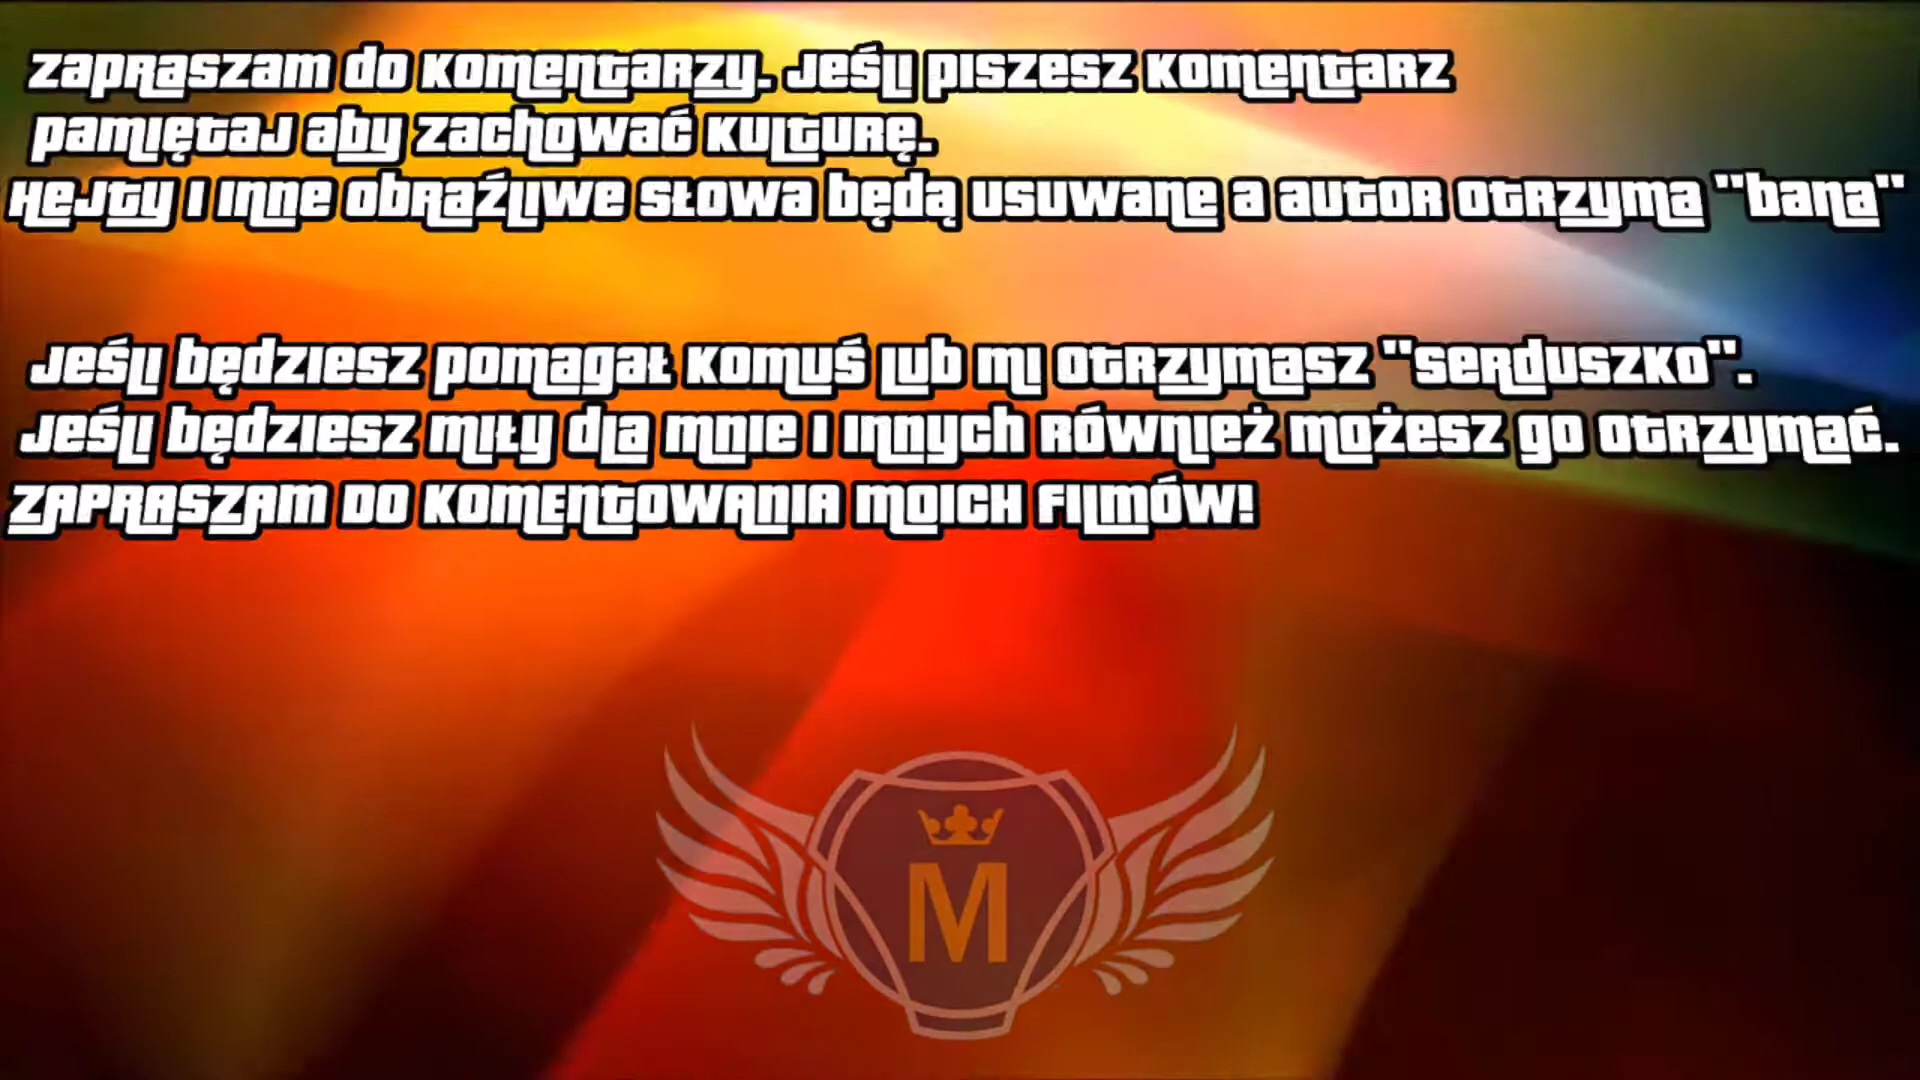 Zapraszam do komentarzy. Jeśli piszesz komentarz
pamiętaj aby zachować kulturę.
Hejty i inne obraźliwe słowa będą usuwane a autor otrzyma "bana"
Jeśli będziesz pomagał komuś lub mi otrzymasz "serduszko".
Jeśli będziesz miły dla mnie i innych również możesz go otrzymać.
ZAPRASZAM DO KOMENTOWANIA MOICH FILMÓW!
M